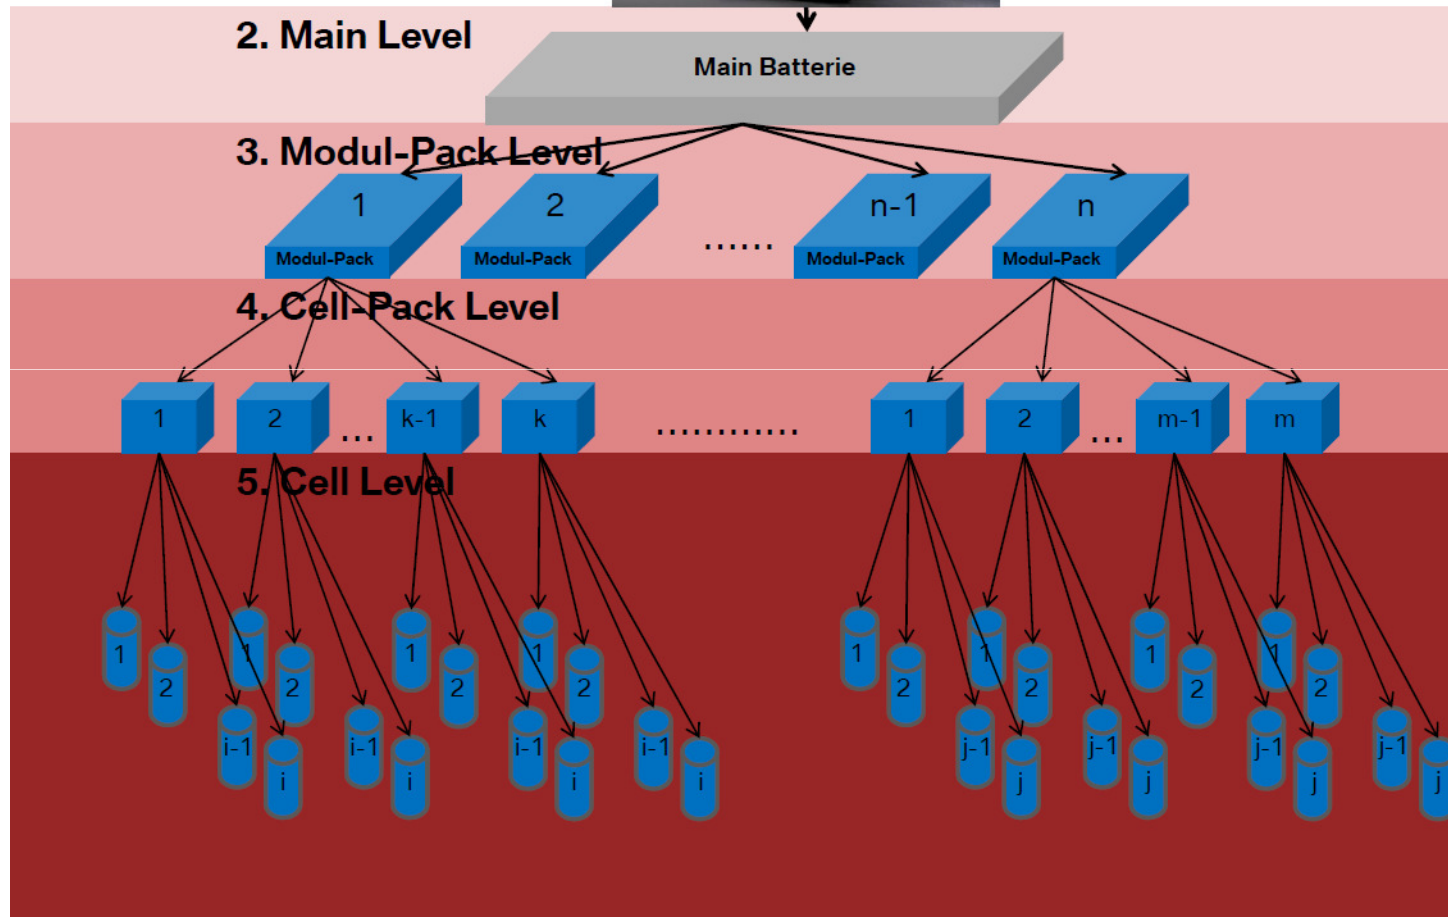 2. Main Level
Main Batterie
3. Modul-Pack Level
1 2 n-1 n
......
Modul-Pack Modul-Pack Modul-Pack Modul-Pack
4. Cell-Pack Level
1 2 ... k-1 k ............ 1 2 ... m-1 m
5. Cell Level
1 1 1 1 1 1 1 1
2 2 2 2 2 2 2 2
i-1 i-1 i-1 i-1 j-1 j-1 j-1 j-1
i i i i j j j j